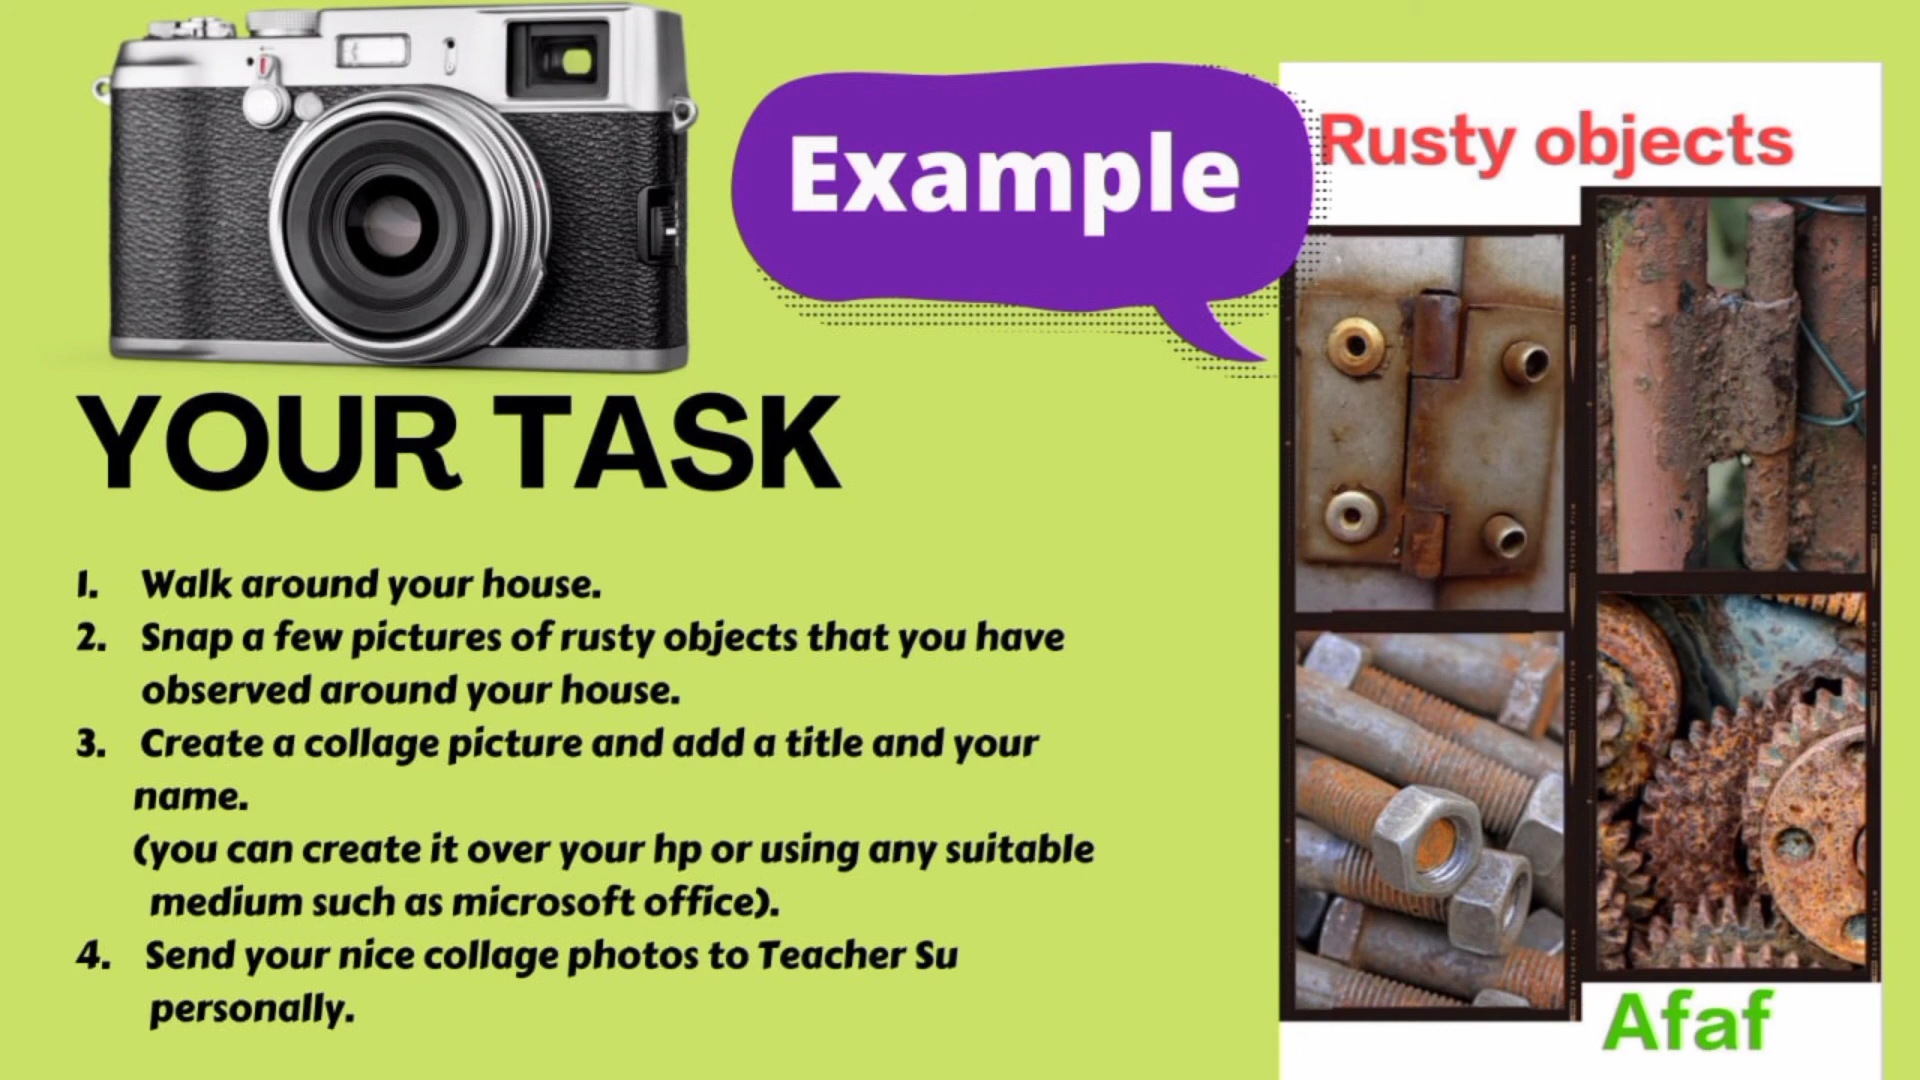 Example
Rusty objects
YOUR TASK
1. Walk around your house.
2. Snap a few pictures of rusty objects that you have
observed around your house.
3. Create a collage picture and add a title and your
name.
(you can create it over your hp or using any suitable
medium such as microsoft office).
4. Send your nice collage photos to Teacher Su
personally.
Afaf